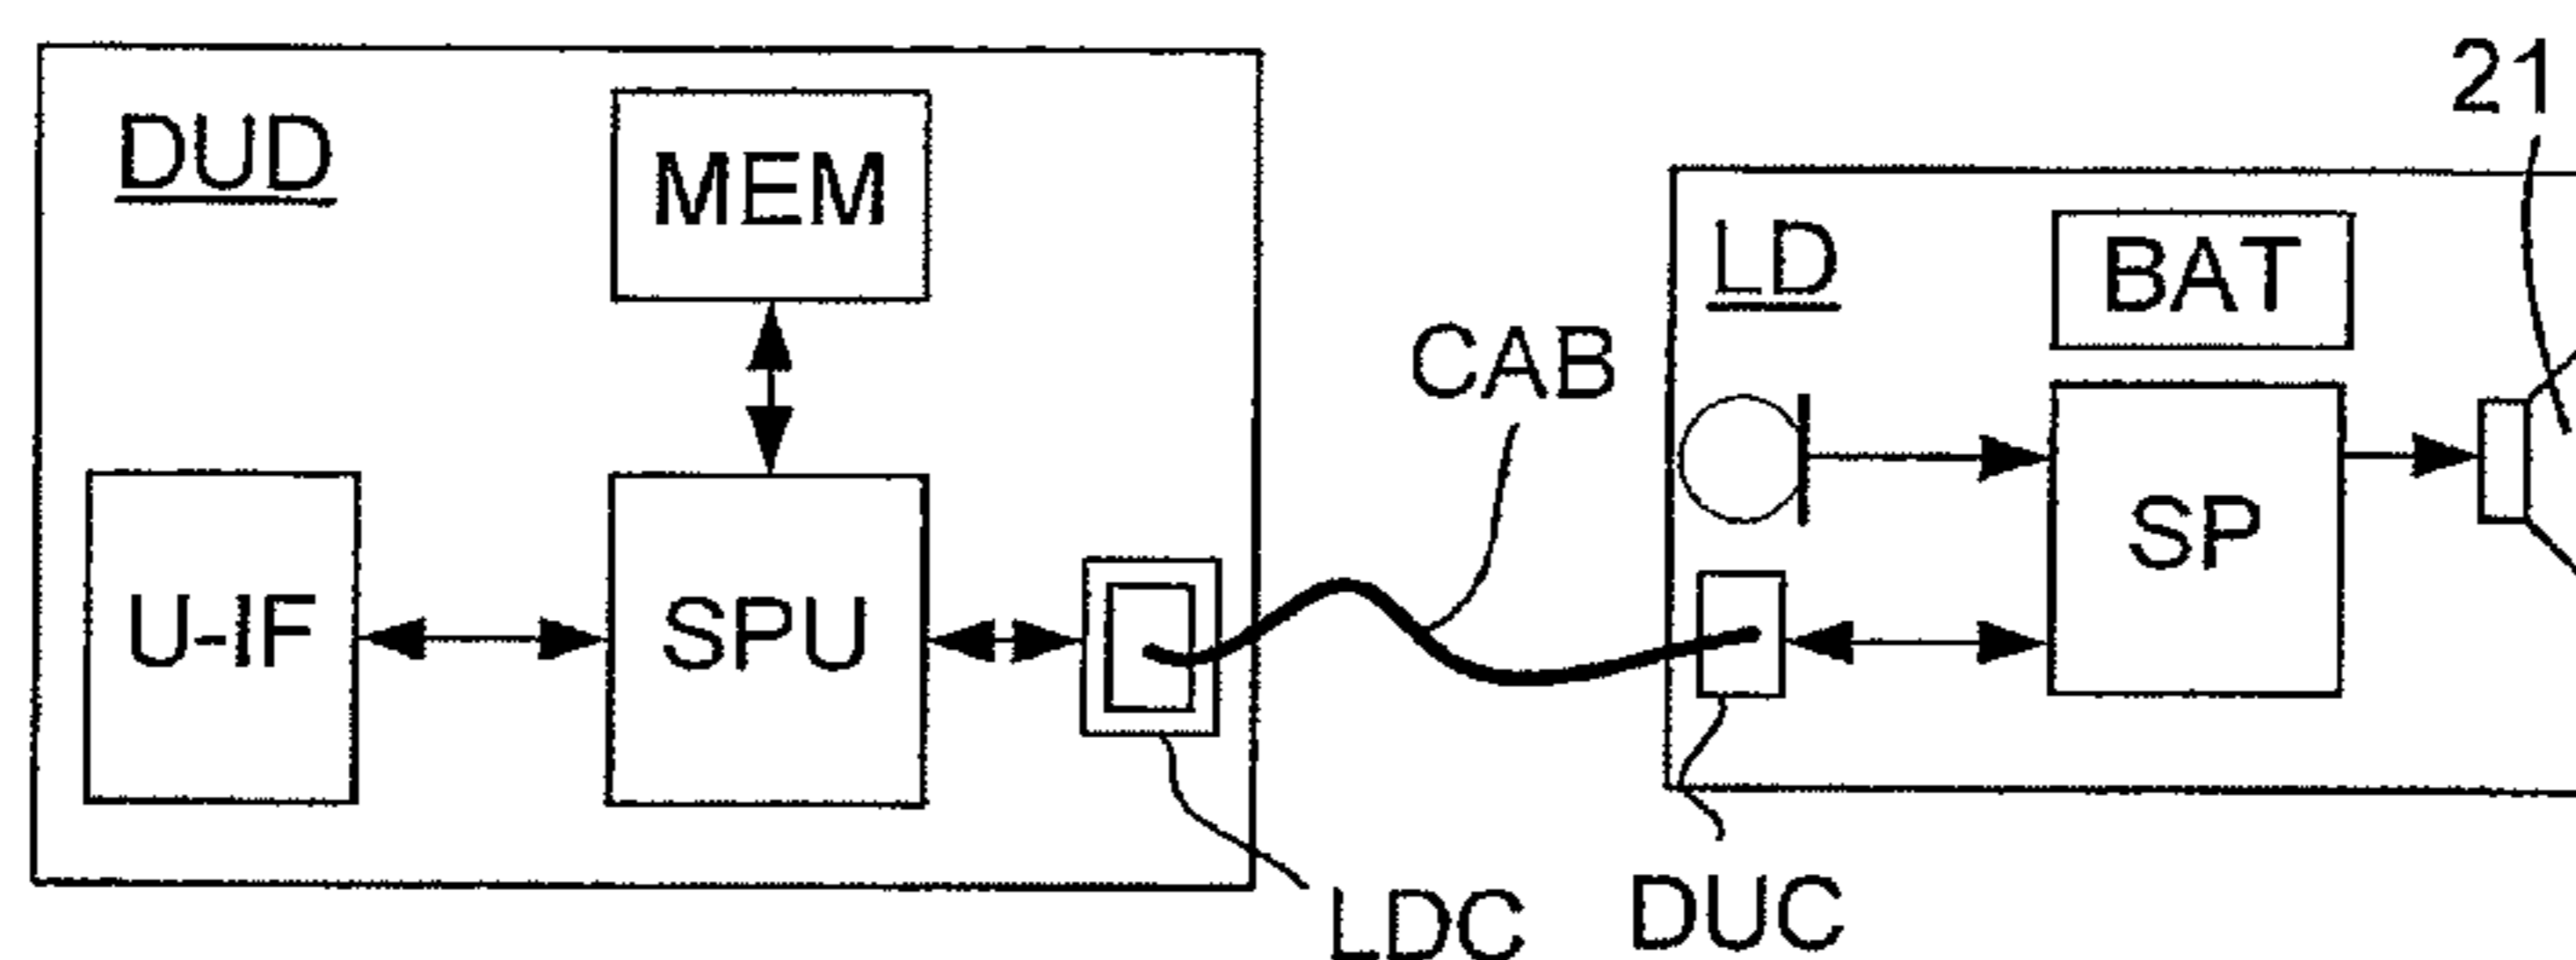 21
DUD
MEM
LD
BAT
CAB
SP
U-IF
SPU
LDC
DUC